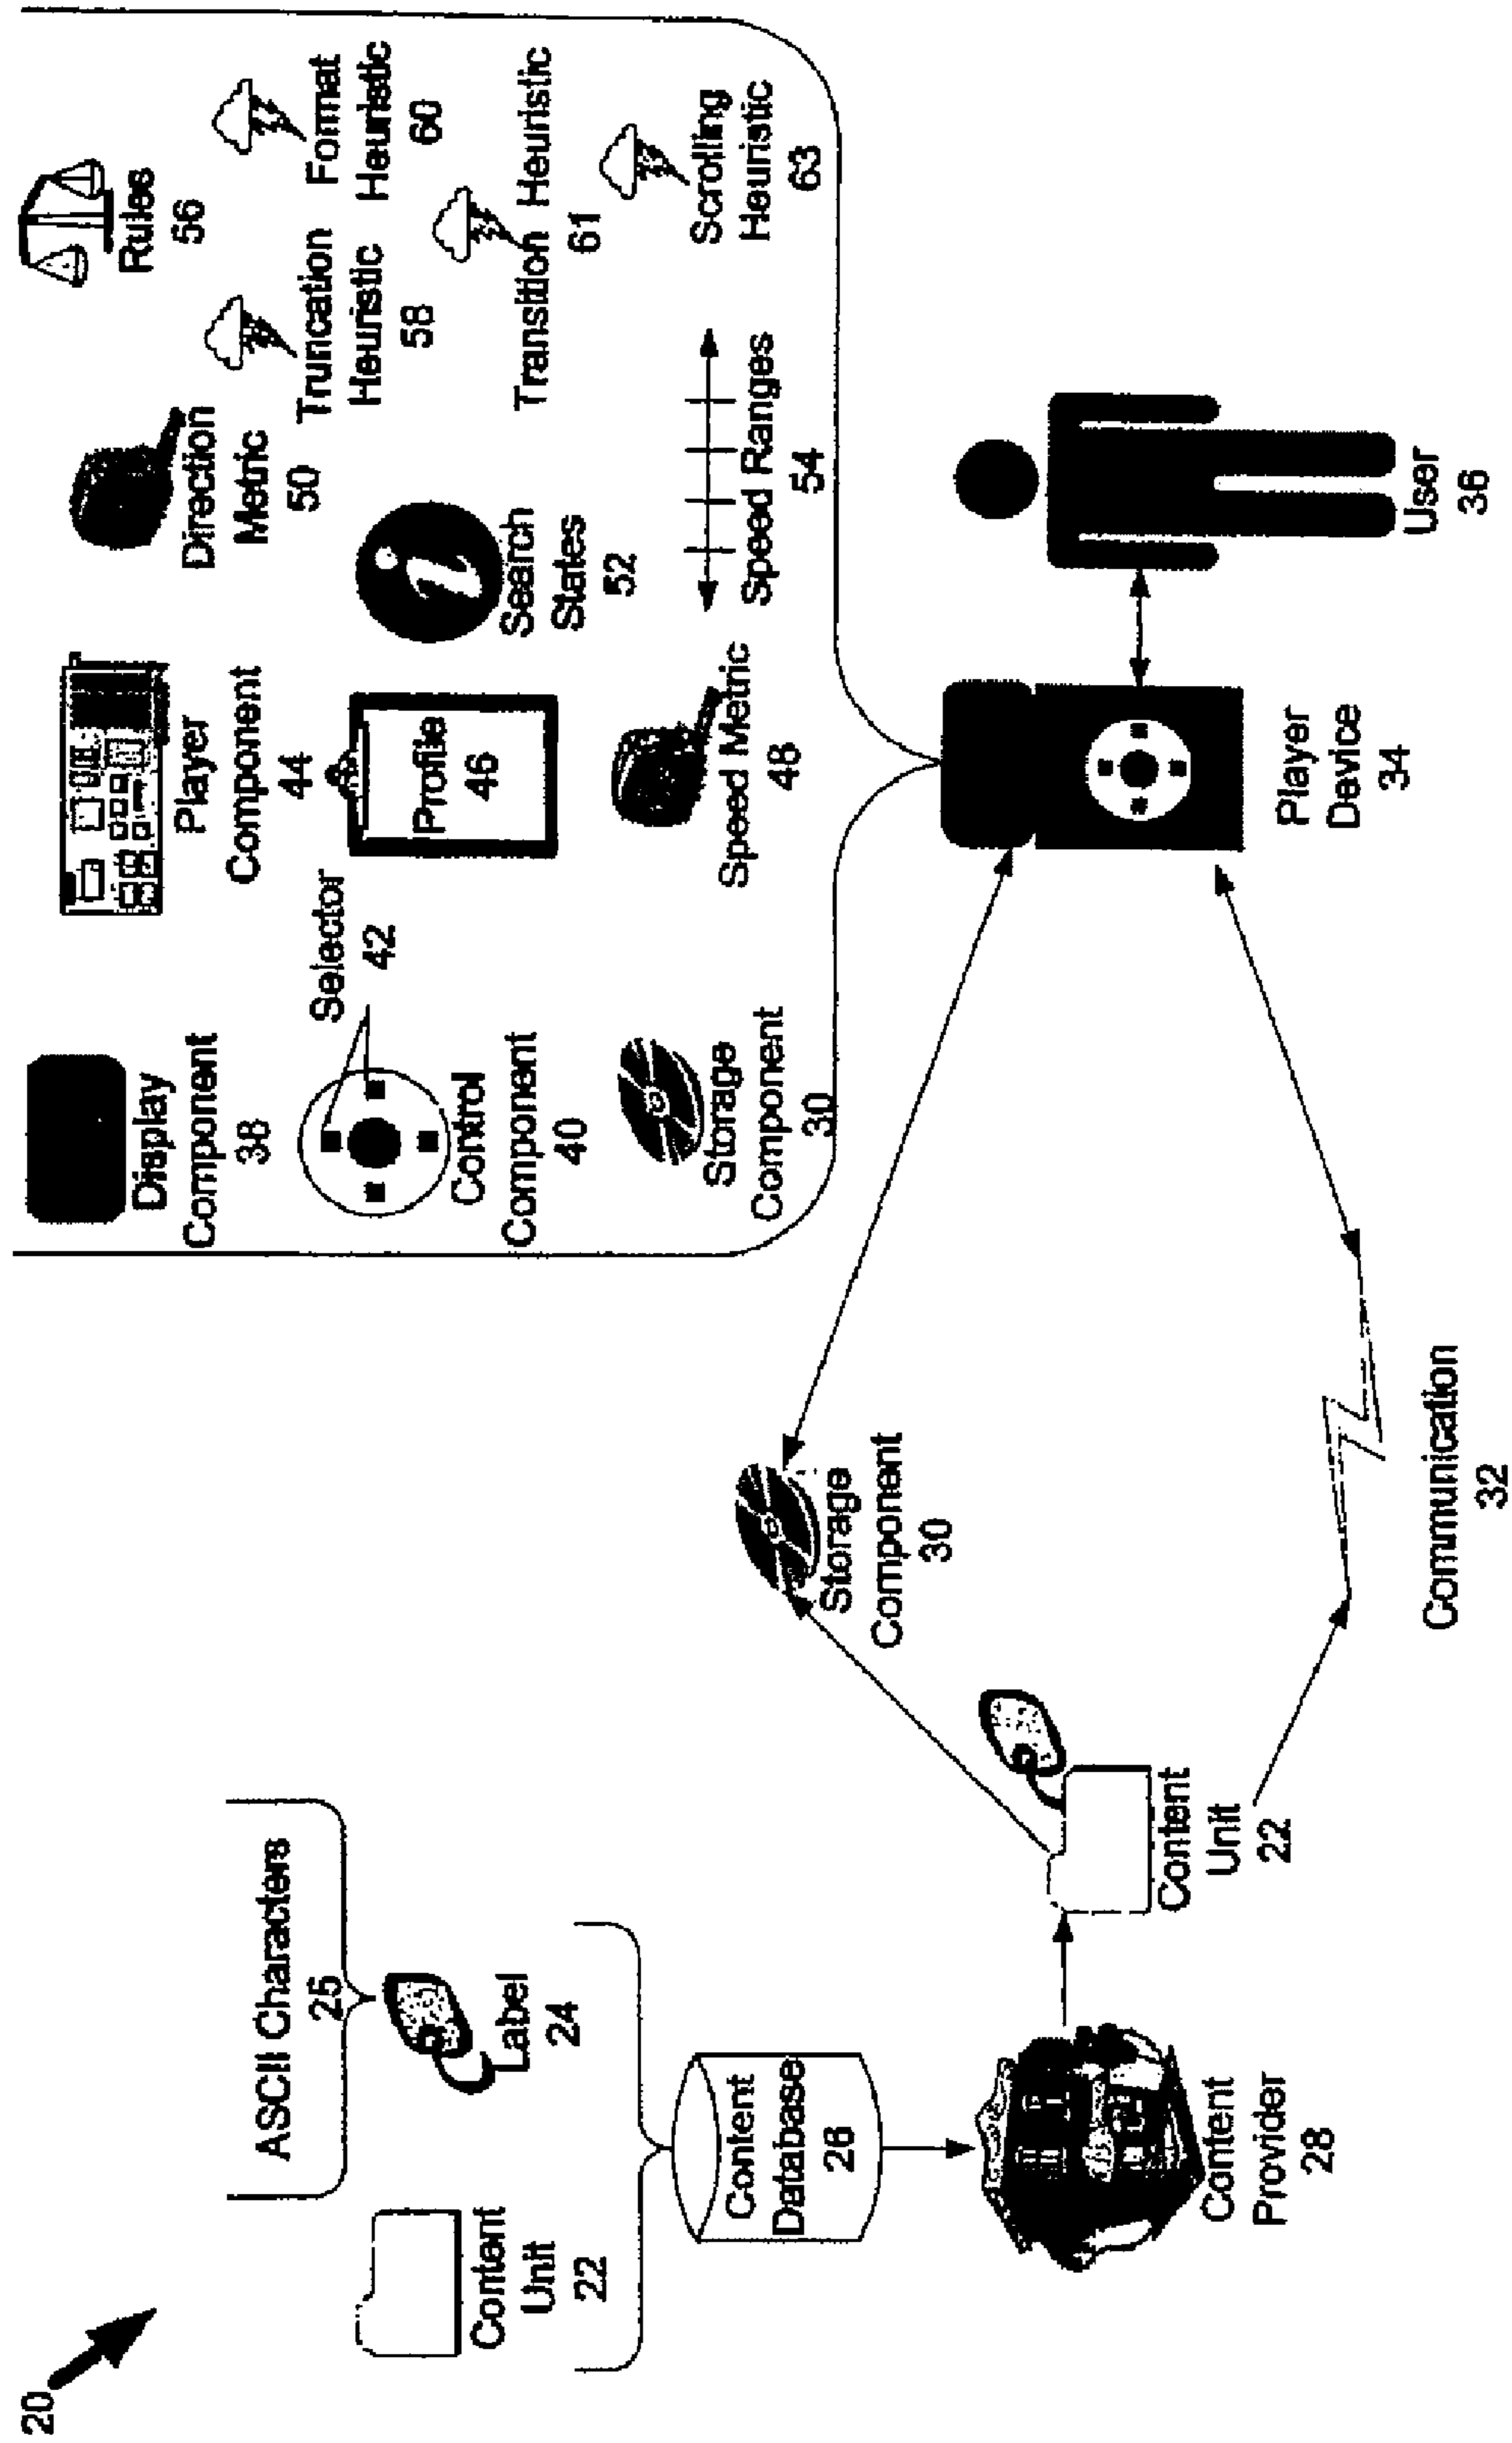 20
ASCII Characters
25
Content
Unit
22
Label
24
Content
Database
26
Content
Provider
28
Content
Unit
22
Storage
Component
30
Communication
32
Display
Component
38
Selector
42
Control
Component
40
Storage
Component
30
Player
Component
44
Profile
46
Speed Metric
48
Direction
Metric
50
Search
States
52
Speed Ranges
54
Rules
56
Truncation
Heuristic
58
Format
Heuristic
60
Transition Heuristic
61
Scrolling
Heuristic
63
Player
Device
34
User
36